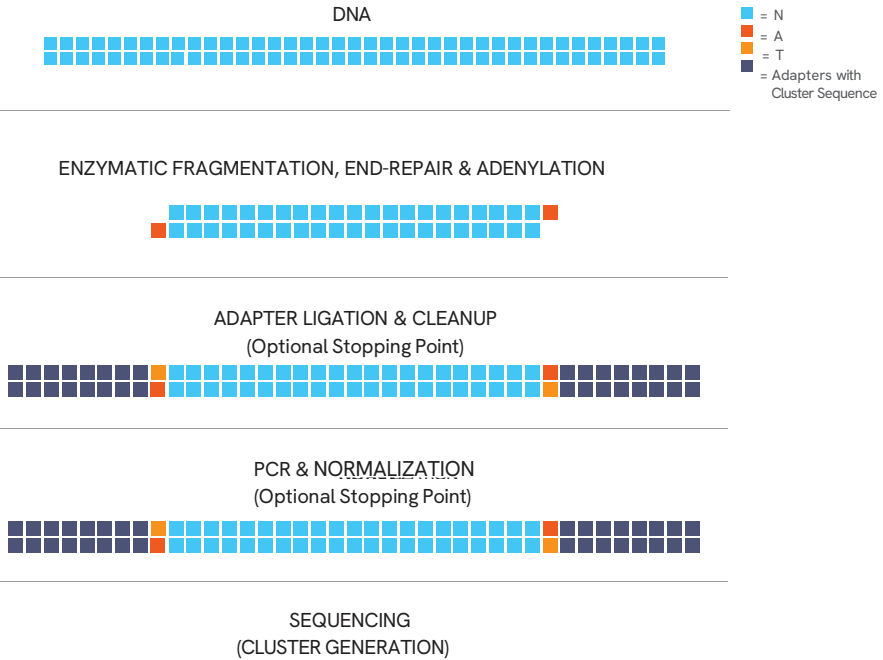 DNA
= N
= A
= T
= Adapters with
Cluster Sequence
ENZYMATIC FRAGMENTATION, END-REPAIR & ADENYLATION
ADAPTER LIGATION & CLEANUP
(Optional Stopping Point)
PCR & NORMALIZATION
(Optional Stopping Point)
SEQUENCING
(CLUSTER GENERATION)